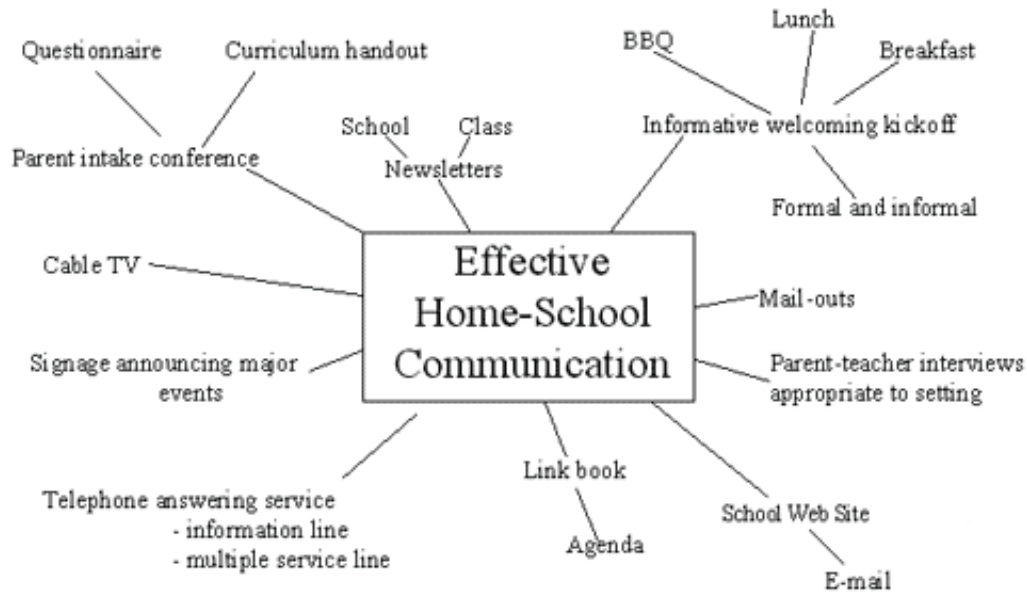 Lunch
BBQ
Questionnaire
Curriculum handout
Breakfast
School
Class
Informative welcoming kickoff
Parent intake conference
Newsletters
Formal and informal
Effective
Home-School
Communication
Cable TV
Mail-outs
Signage announcing major
events
Parent-teacher interviews
appropriate to setting
Link book
Telephone answering service
- information line
- multiple service line
School Web Site
Agenda
E-mail